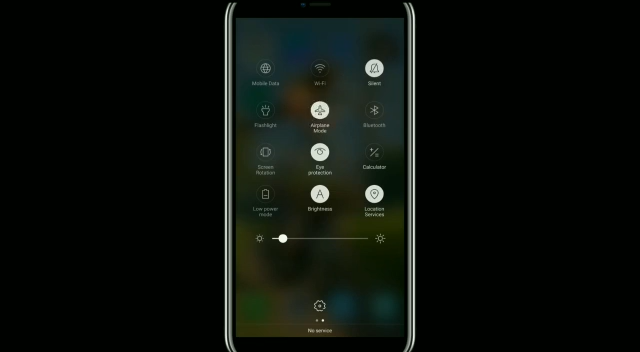 Mobile Data
Wi-Fi
Silent
Flashlight
Airplane
Mode
Bluetooth
Screen
Rotation
Eye
protection
Calculator
Low power
mode
A
Brightness
Location
Services
No service